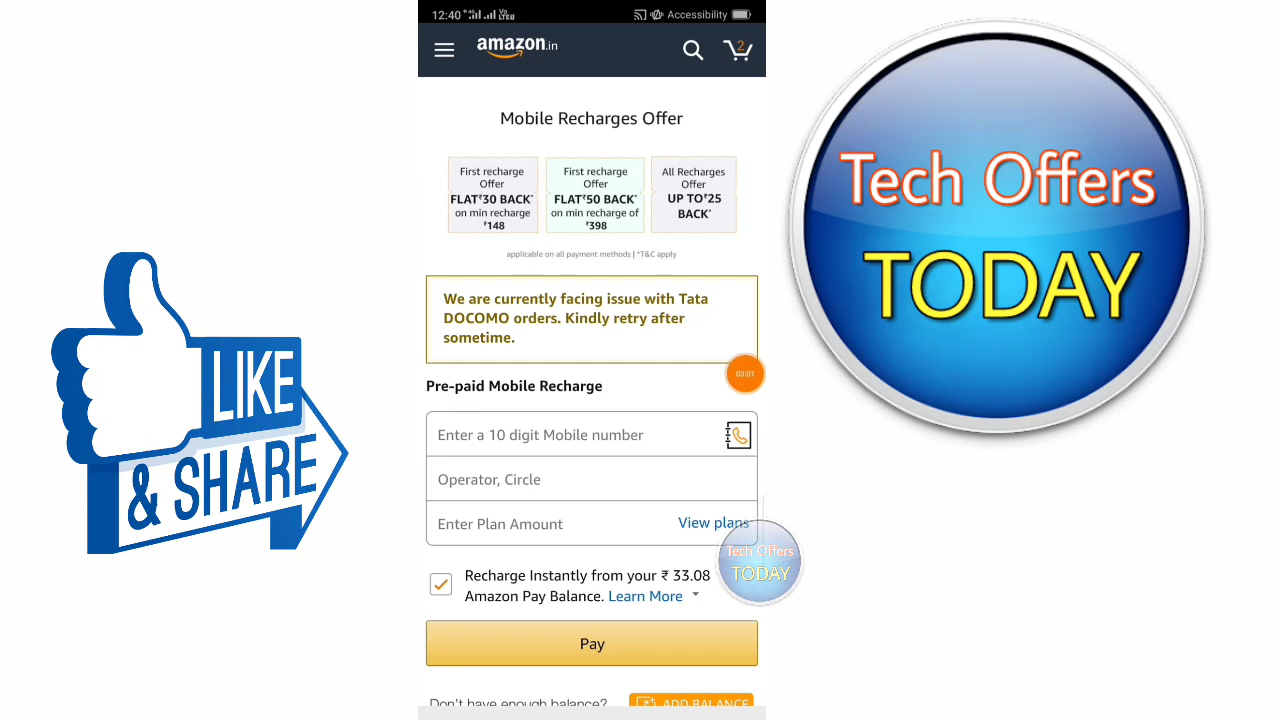 12:40
Accessibility
amazon.in
2
Mobile Recharges Offer
First recharge
Offer
FLAT₹30 BACK*
on min recharge
₹148
First recharge
Offer
FLAT₹50 BACK*
on min recharge of
₹398
All Recharges
Offer
UP TO₹25
BACK*
applicable on all payment methods | *T&C apply
We are currently facing issue with Tata
DOCOMO orders. Kindly retry after
sometime.
03:01
Pre-paid Mobile Recharge
Enter a 10 digit Mobile number
Operator, Circle
Enter Plan Amount
View plans
Recharge Instantly from your ₹ 33.08
Amazon Pay Balance. Learn More
Pay
Don't have enough balance?
ADD BALANCE
LIKE
& SHARE
Tech Offers
TODAY
Tech Offers
TODAY